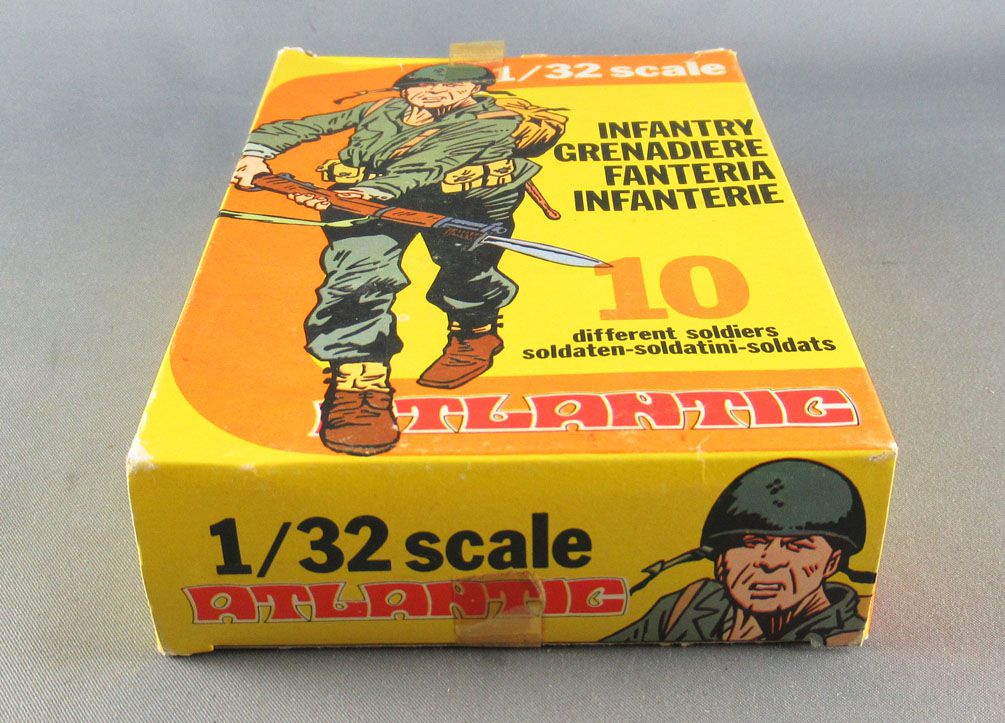 1/32 scale
INFANTRY
GRENADIERE
FANTERIA
INFANTERIE
10
different soldiers
soldaten-soldatini-soldats
ATLANTIC
1/32 scale
ATLANTIC